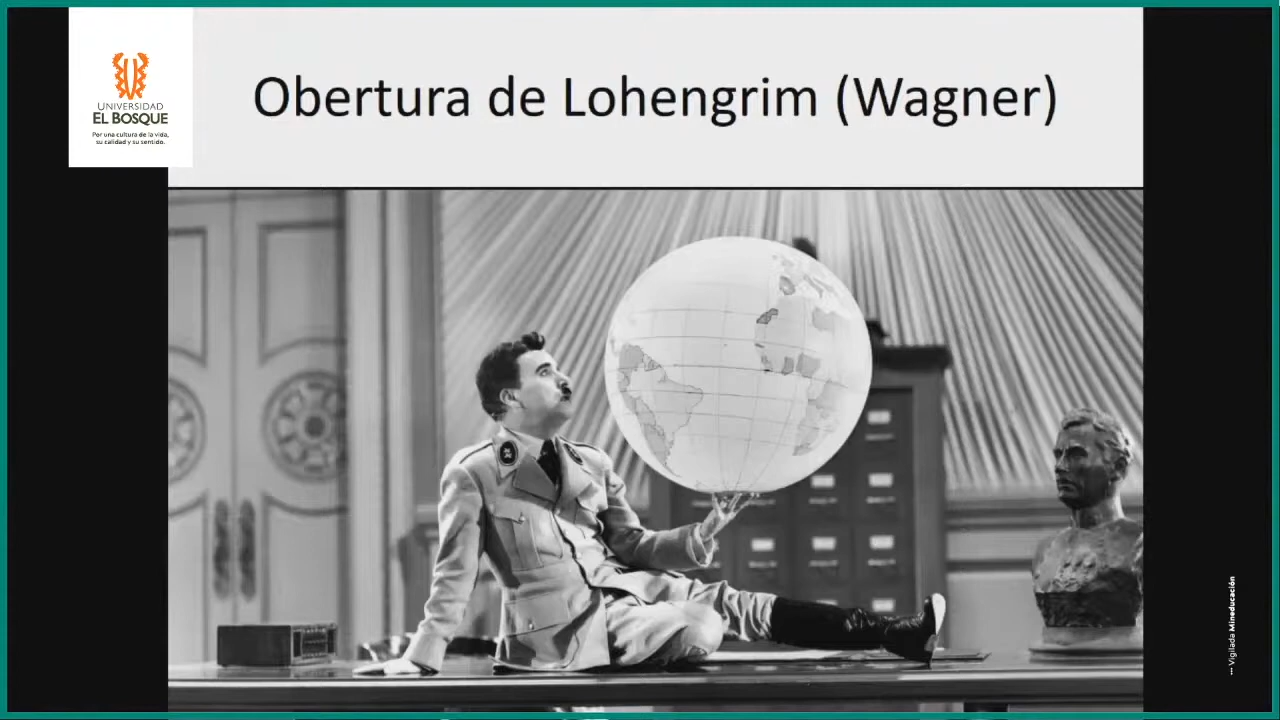 Obertura de Lohengrim (Wagner)
UNIVERSIDAD
EL BOSQUE
Por una cultura de la vida,
su calidad y su sentido.
Vigilada Mineducación